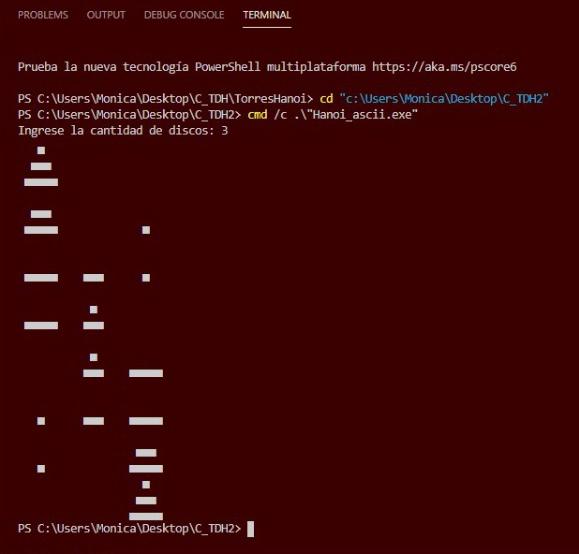 PROBLEMS OUTPUT DEBUG CONSOLE TERMINAL
Prueba la nueva tecnología PowerShell multiplataforma https://aka.ms/pscore6
PS C:\Users\Monica\Desktop\C_TDH\TorresHanoi> cd "c:\Users\Monica\Desktop\C_TDH2"
PS C:\Users\Monica\Desktop\C_TDH2> cmd /c .\"Hanoi_ascii.exe"
Ingrese la cantidad de discos: 3
PS C:\Users\Monica\Desktop\C_TDH2>